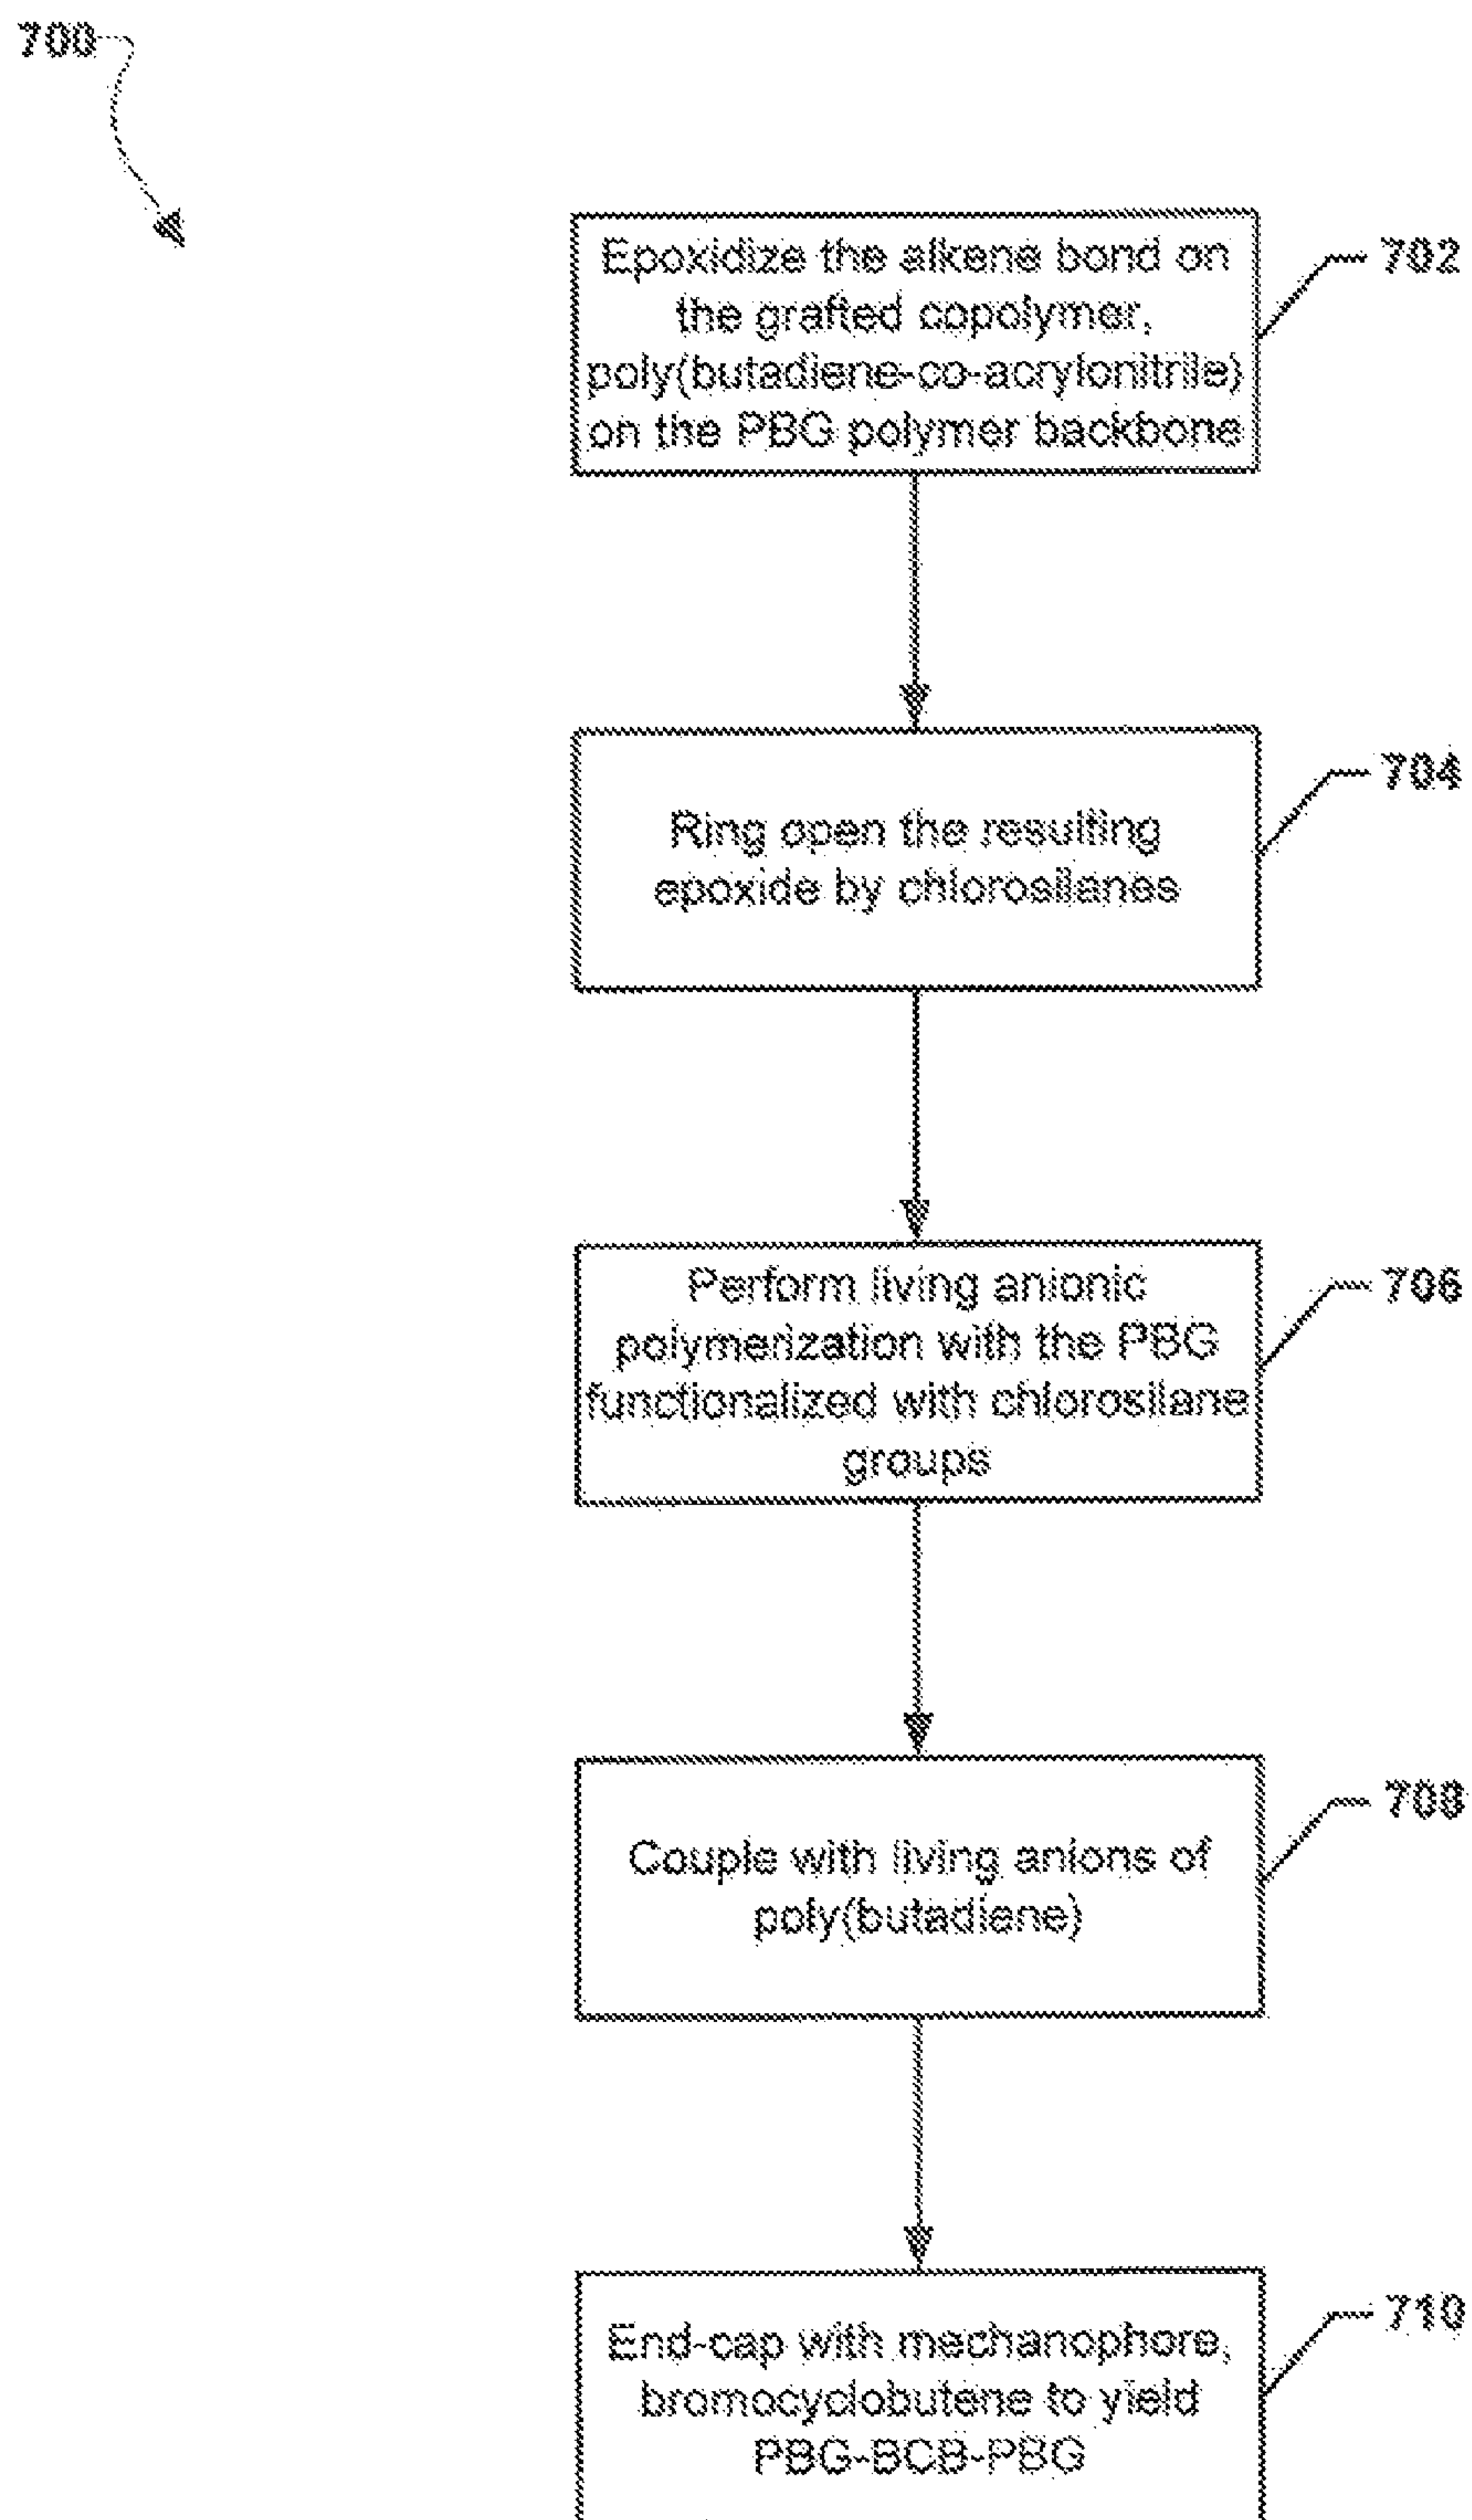 700
Epoxidize the alkene bond on
the grafted copolymer,
poly(butadiene-co-acrylonitrile)
on the PBG polymer backbone
702
Ring open the resulting
epoxide by chlorosilanes
704
Perform living anionic
polymerization with the PBG
functionalized with chlorosilane
groups
706
Couple with living anions of
poly(butadiene)
708
End-cap with mechanophore,
bromocyclobutene to yield
PBG-BCB-PBG
710